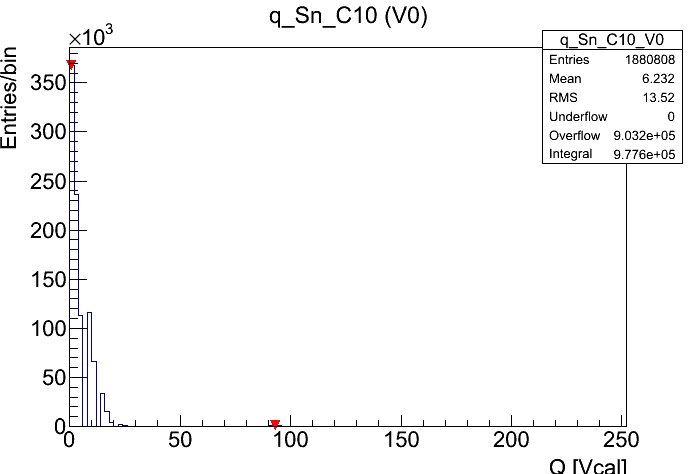 q_Sn_C10 (V0)
×10³
Entries/bin
q_Sn_C10_V0
Entries 1880808
Mean 6.232
RMS 13.52
Underflow 0
Overflow 9.032e+05
Integral 9.776e+05
350
300
250
200
150
100
50
0
0 50 100 150 200 250
Q [Vcal]